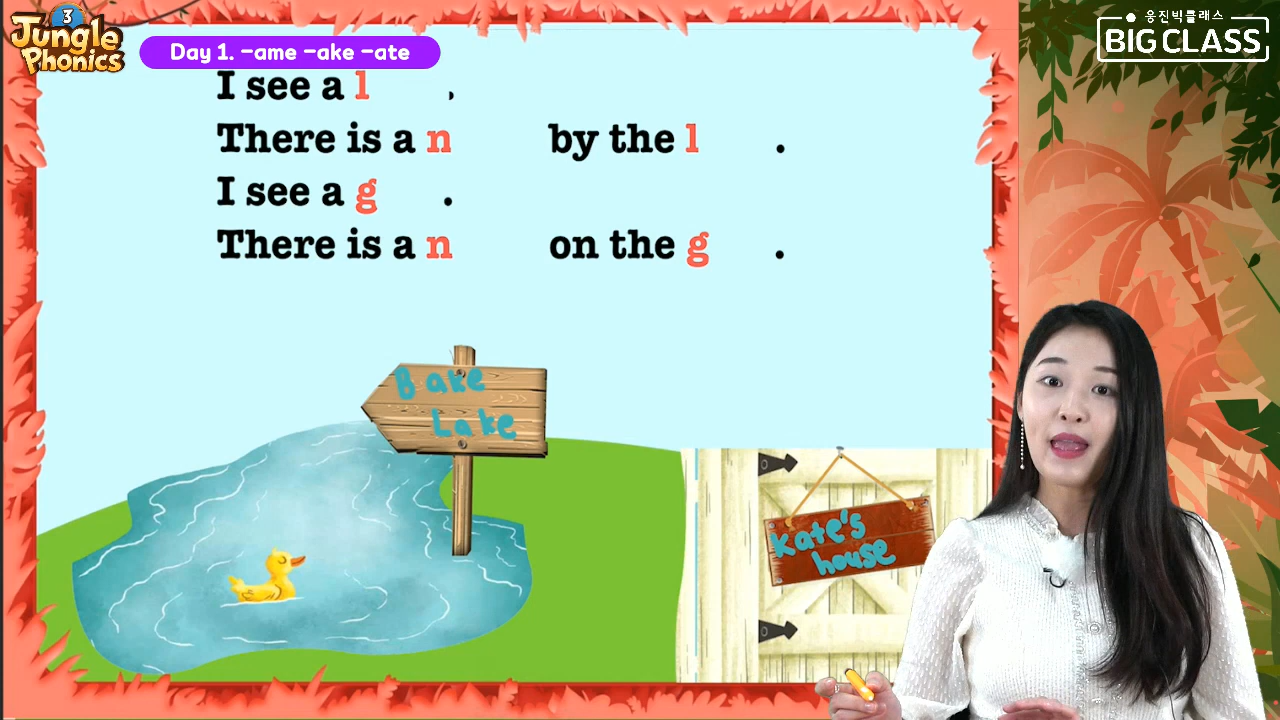 3
Jungle
Phonics
Day 1. -ame -ake -ate
웅진빅클래스
BIG CLASS
I see a l .
There is a n by the l .
I see a g .
There is a n on the g .
Bake
Lake
Kate's
house